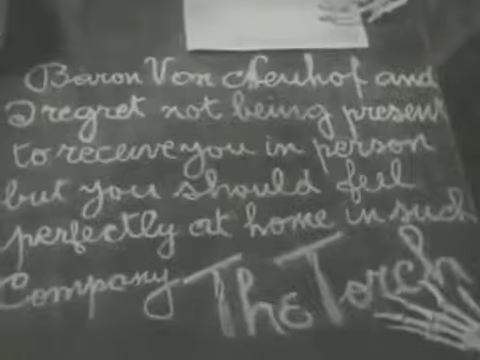 Baron Von Neuhof and
I regret not being present
to receive you in person
but you should feel
perfectly at home in such
Company
The Torch